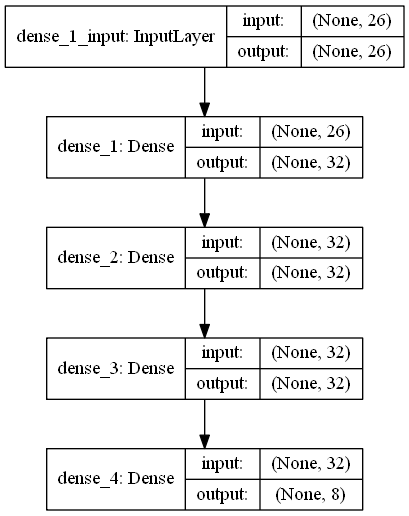 dense_1_input: InputLayer
input: (None, 26)
output: (None, 26)
dense_1: Dense
input: (None, 26)
output: (None, 32)
dense_2: Dense
input: (None, 32)
output: (None, 32)
dense_3: Dense
input: (None, 32)
output: (None, 32)
dense_4: Dense
input: (None, 32)
output: (None, 8)